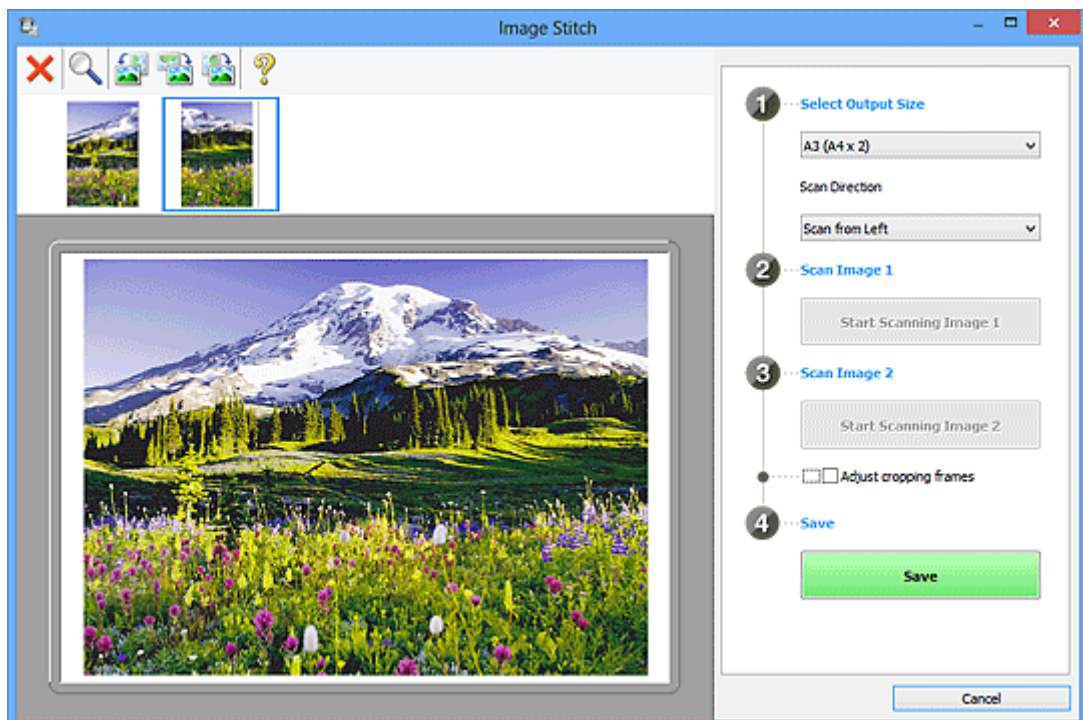 Image Stitch
1
Select Output Size
A3 (A4 x 2)
Scan Direction
Scan from Left
2
Scan Image 1
Start Scanning Image 1
3
Scan Image 2
Start Scanning Image 2
Adjust cropping frames
4
Save
Save
Cancel